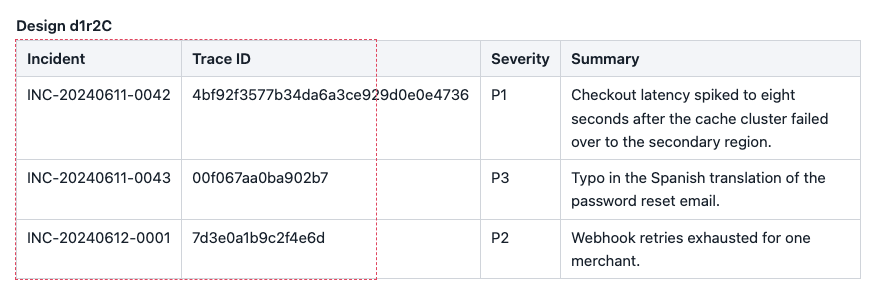 Design d1r2C
Incident Trace ID Severity Summary
INC-20240611-0042 4bf92f3577b34da6a3ce929d0e0e4736 P1 Checkout latency spiked to eight
seconds after the cache cluster failed
over to the secondary region.
INC-20240611-0043 00f067aa0ba902b7 P3 Typo in the Spanish translation of the
password reset email.
INC-20240612-0001 7d3e0a1b9c2f4e6d P2 Webhook retries exhausted for one
merchant.